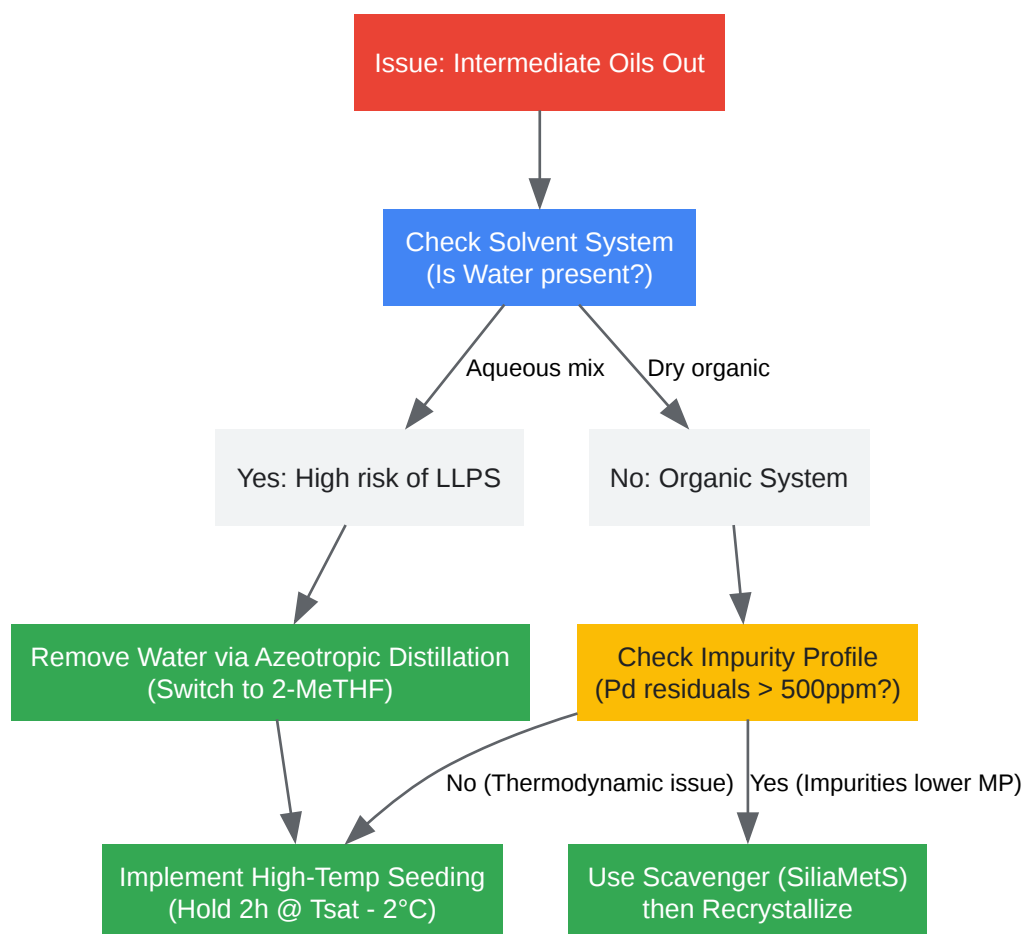 Issue: Intermediate Oils Out
Check Solvent System
(Is Water present?)
Aqueous mix
Dry organic
Yes: High risk of LLPS
No: Organic System
Remove Water via Azeotropic Distillation
(Switch to 2-MeTHF)
Check Impurity Profile
(Pd residuals > 500ppm?)
No (Thermodynamic issue)
Yes (Impurities lower MP)
Implement High-Temp Seeding
(Hold 2h @ Tsat - 2°C)
Use Scavenger (SiliaMetS)
then Recrystallize